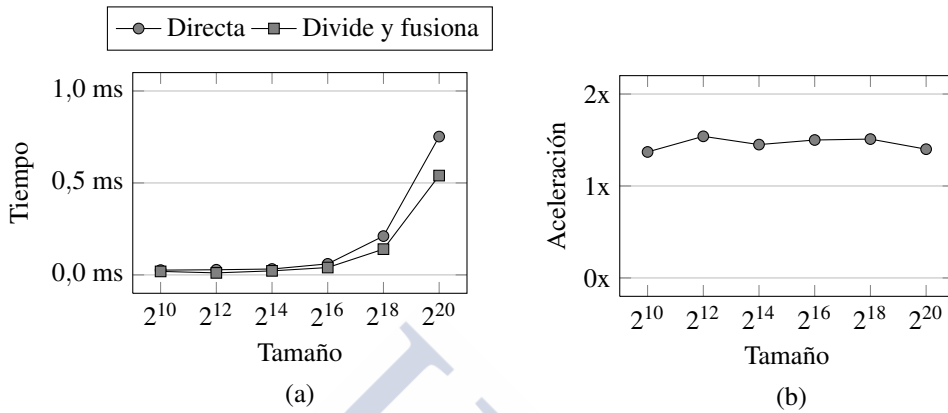 Directa Divide y fusiona
1,0 ms
0,5 ms
0,0 ms
Tiempo
2^10 2^12 2^14 2^16 2^18 2^20
Tamaño
(a)
2x
1x
0x
Aceleración
2^10 2^12 2^14 2^16 2^18 2^20
Tamaño
(b)